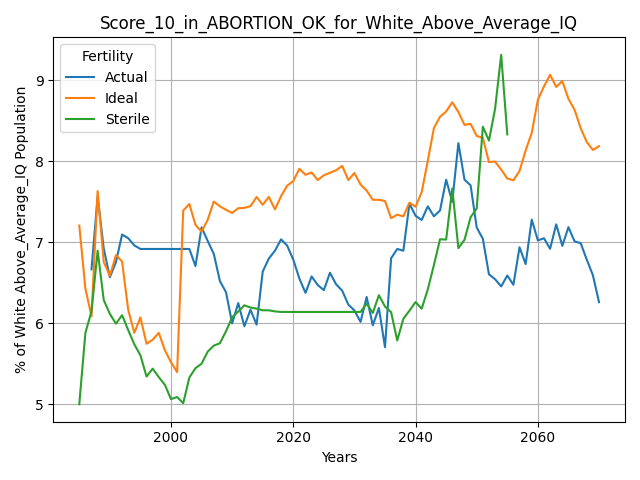 Score_10_in_ABORTION_OK_for_White_Above_Average_IQ
Fertility
Actual
Ideal
Sterile
% of White Above_Average_IQ Population
9
8
7
6
5
2000 2020 2040 2060
Years